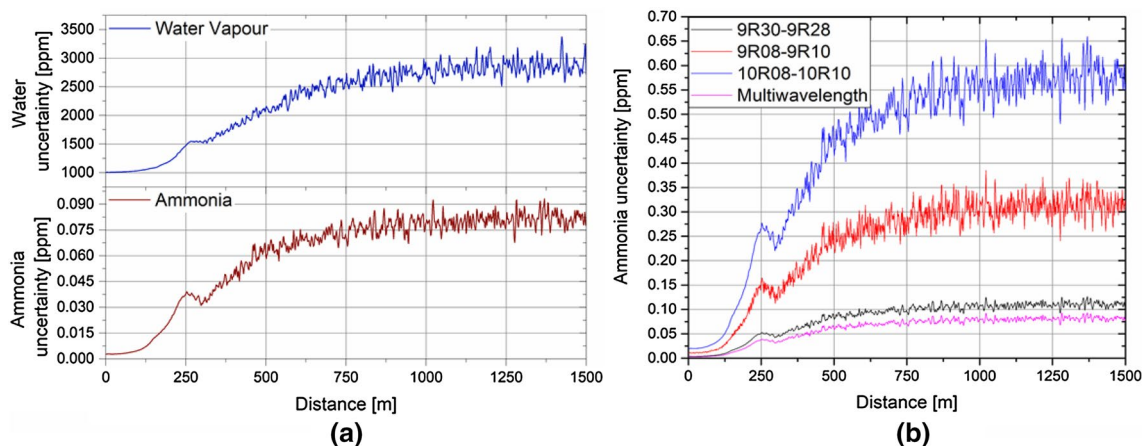 Water Vapour
3500
3000
2500
2000
1500
1000
Water
uncertainty [ppm]
Ammonia
0.090
0.075
0.060
0.045
0.030
0.015
0.000
Ammonia
uncertainty [ppm]
0 250 500 750 1000 1250 1500
Distance [m]
(a)
9R30-9R28
9R08-9R10
10R08-10R10
Multiwavelength
0.70
0.65
0.60
0.55
0.50
0.45
0.40
0.35
0.30
0.25
0.20
0.15
0.10
0.05
0.00
Ammonia uncertainty [ppm]
0 250 500 750 1000 1250 1500
Distance [m]
(b)